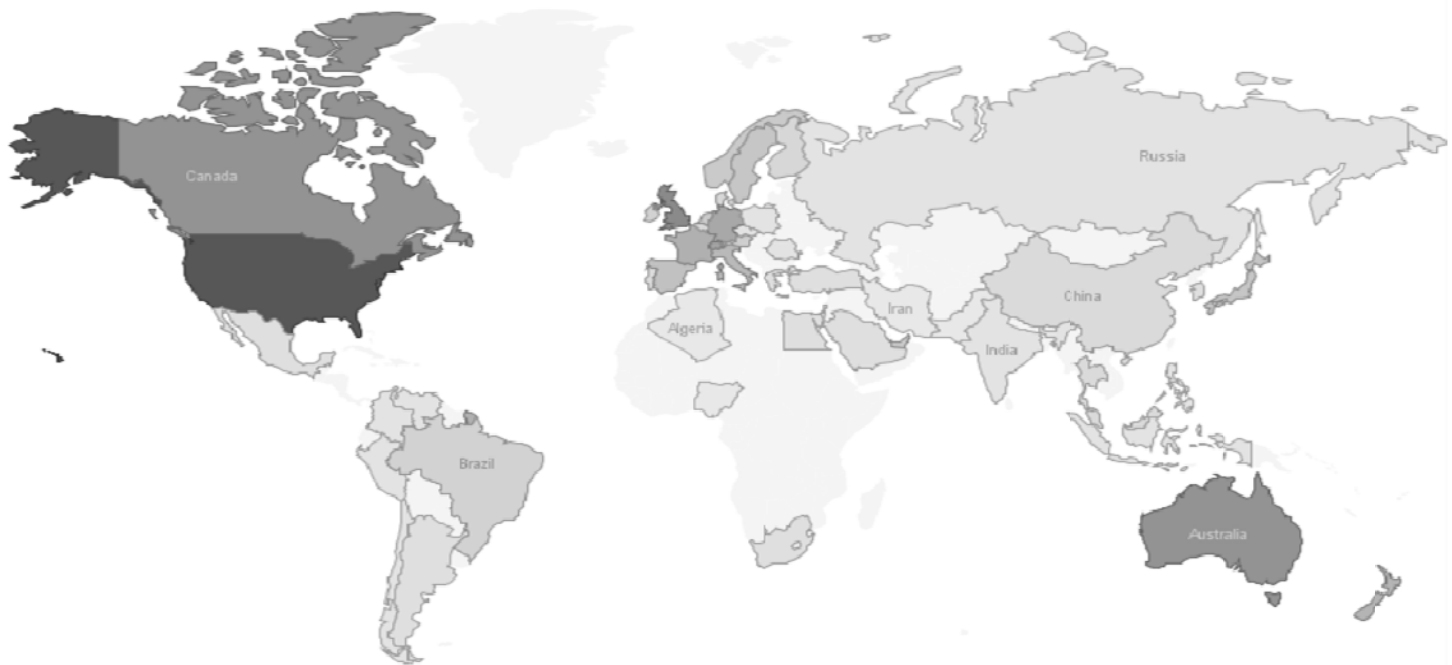 Canada
Russia
China
Iran
Algeria
India
Brazil
Australia